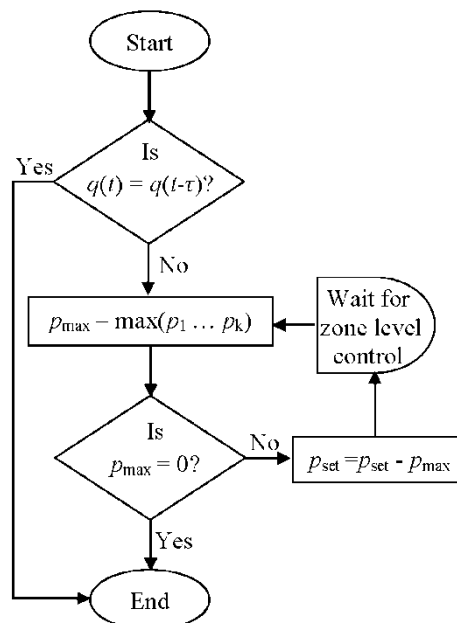 Start
Yes
Is
q(t) = q(t-τ)?
No
p_max – max(p_1 … p_k)
Wait for
zone level
control
Is
p_max = 0?
No
p_set =p_set - p_max
Yes
End